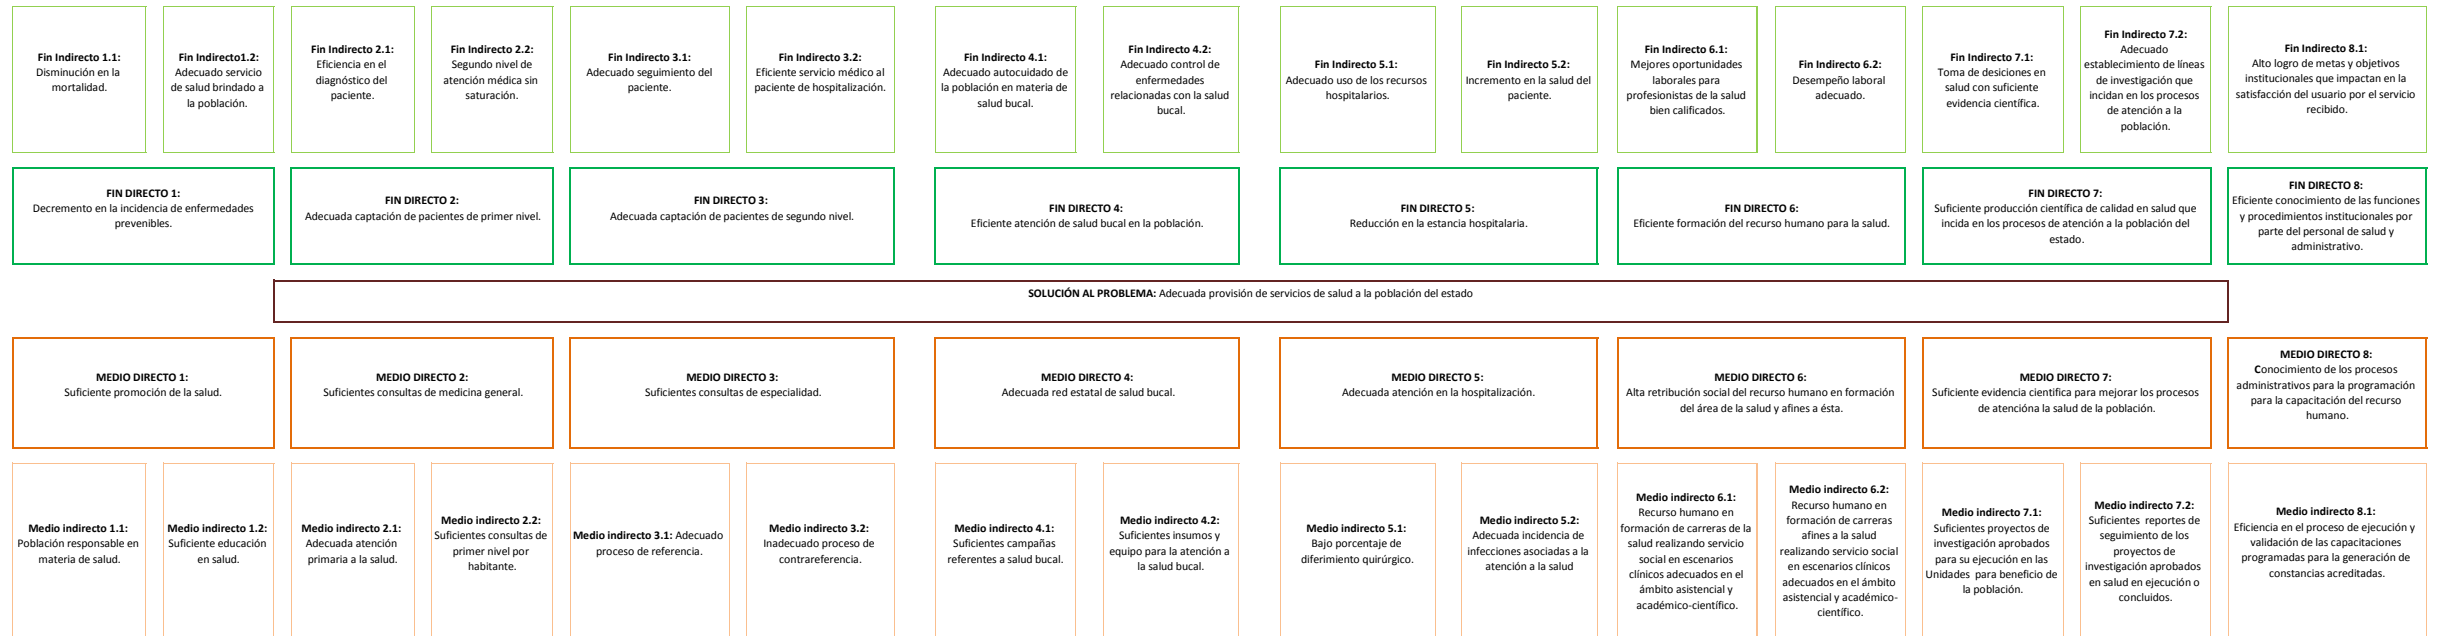 Fin Indirecto 1.1:
Disminución en la
mortalidad.
Fin Indirecto1.2:
Adecuado servicio
de salud brindado a
la población.
Fin Indirecto 2.1:
Eficiencia en el
diagnóstico del
paciente.
Fin Indirecto 2.2:
Segundo nivel de
atención médica sin
saturación.
Fin Indirecto 3.1:
Adecuado seguimiento del
paciente.
Fin Indirecto 3.2:
Eficiente servicio médico al
paciente de hospitalización.
Fin Indirecto 4.1:
Adecuado autocuidado de
la población en materia de
salud bucal.
Fin Indirecto 4.2:
Adecuado control de
enfermedades
relacionadas con la salud
bucal.
Fin Indirecto 5.1:
Adecuado uso de los recursos
hospitalarios.
Fin Indirecto 5.2:
Incremento en la salud del
paciente.
Fin Indirecto 6.1:
Mejores oportunidades
laborales para
profesionistas de la salud
bien calificados.
Fin Indirecto 6.2:
Desempeño laboral
adecuado.
Fin Indirecto 7.1:
Toma de desiciones en
salud con suficiente
evidencia científica.
Fin Indirecto 7.2:
Adecuado
establecimiento de líneas
de investigación que
incidan en los procesos
de atención a la
población.
Fin Indirecto 8.1:
Alto logro de metas y objetivos
institucionales que impactan en la
satisfacción del usuario por el servicio
recibido.
FIN DIRECTO 1:
Decremento en la incidencia de enfermedades
prevenibles.
FIN DIRECTO 2:
Adecuada captación de pacientes de primer nivel.
FIN DIRECTO 3:
Adecuada captación de pacientes de segundo nivel.
FIN DIRECTO 4:
Eficiente atención de salud bucal en la población.
FIN DIRECTO 5:
Reducción en la estancia hospitalaria.
FIN DIRECTO 6:
Eficiente formación del recurso humano para la salud.
FIN DIRECTO 7:
Suficiente producción científica de calidad en salud que
incida en los procesos de atención a la población del
estado.
FIN DIRECTO 8:
Eficiente conocimiento de las funciones
y procedimientos institucionales por
parte del personal de salud y
administrativo.
SOLUCIÓN AL PROBLEMA: Adecuada provisión de servicios de salud a la población del estado
MEDIO DIRECTO 1:
Suficiente promoción de la salud.
MEDIO DIRECTO 2:
Suficientes consultas de medicina general.
MEDIO DIRECTO 3:
Suficientes consultas de especialidad.
MEDIO DIRECTO 4:
Adecuada red estatal de salud bucal.
MEDIO DIRECTO 5:
Adecuada atención en la hospitalización.
MEDIO DIRECTO 6:
Alta retribución social del recurso humano en formación
del área de la salud y afines a ésta.
MEDIO DIRECTO 7:
Suficiente evidencia cientifica para mejorar los procesos
de atencióna la salud de la población.
MEDIO DIRECTO 8:
Conocimiento de los procesos
administrativos para la programación
para la capacitación del recurso
humano.
Medio indirecto 1.1:
Población responsable en
materia de salud.
Medio indirecto 1.2:
Suficiente educación
en salud.
Medio indirecto 2.1:
Adecuada atención
primaria a la salud.
Medio indirecto 2.2:
Suficientes consultas de
primer nivel por
habitante.
Medio indirecto 3.1: Adecuado
proceso de referencia.
Medio indirecto 3.2:
Inadecuado proceso de
contrareferencia.
Medio indirecto 4.1:
Suficientes campañas
referentes a salud bucal.
Medio indirecto 4.2:
Suficientes insumos y
equipo para la atención a
la salud bucal.
Medio indirecto 5.1:
Bajo porcentaje de
diferimiento quirúrgico.
Medio indirecto 5.2:
Adecuada incidencia de
infecciones asociadas a la
atención a la salud
Medio indirecto 6.1:
Recurso humano en
formación de carreras de la
salud realizando servicio
social en escenarios
clínicos adecuados en el
ámbito asistencial y
académico-científico.
Medio indirecto 6.2:
Recurso humano en
formación de carreras
afines a la salud
realizando servicio social
en escenarios clínicos
adecuados en el ámbito
asistencial y académico-
científico.
Medio indirecto 7.1:
Suficientes proyectos de
investigación aprobados
para su ejecución en las
Unidades para beneficio de
la población.
Medio indirecto 7.2:
Suficientes reportes de
seguimiento de los
proyectos de
investigación aprobados
en salud en ejecución o
concluidos.
Medio indirecto 8.1:
Eficiencia en el proceso de ejecución y
validación de las capacitaciones
programadas para la generación de
constancias acreditadas.